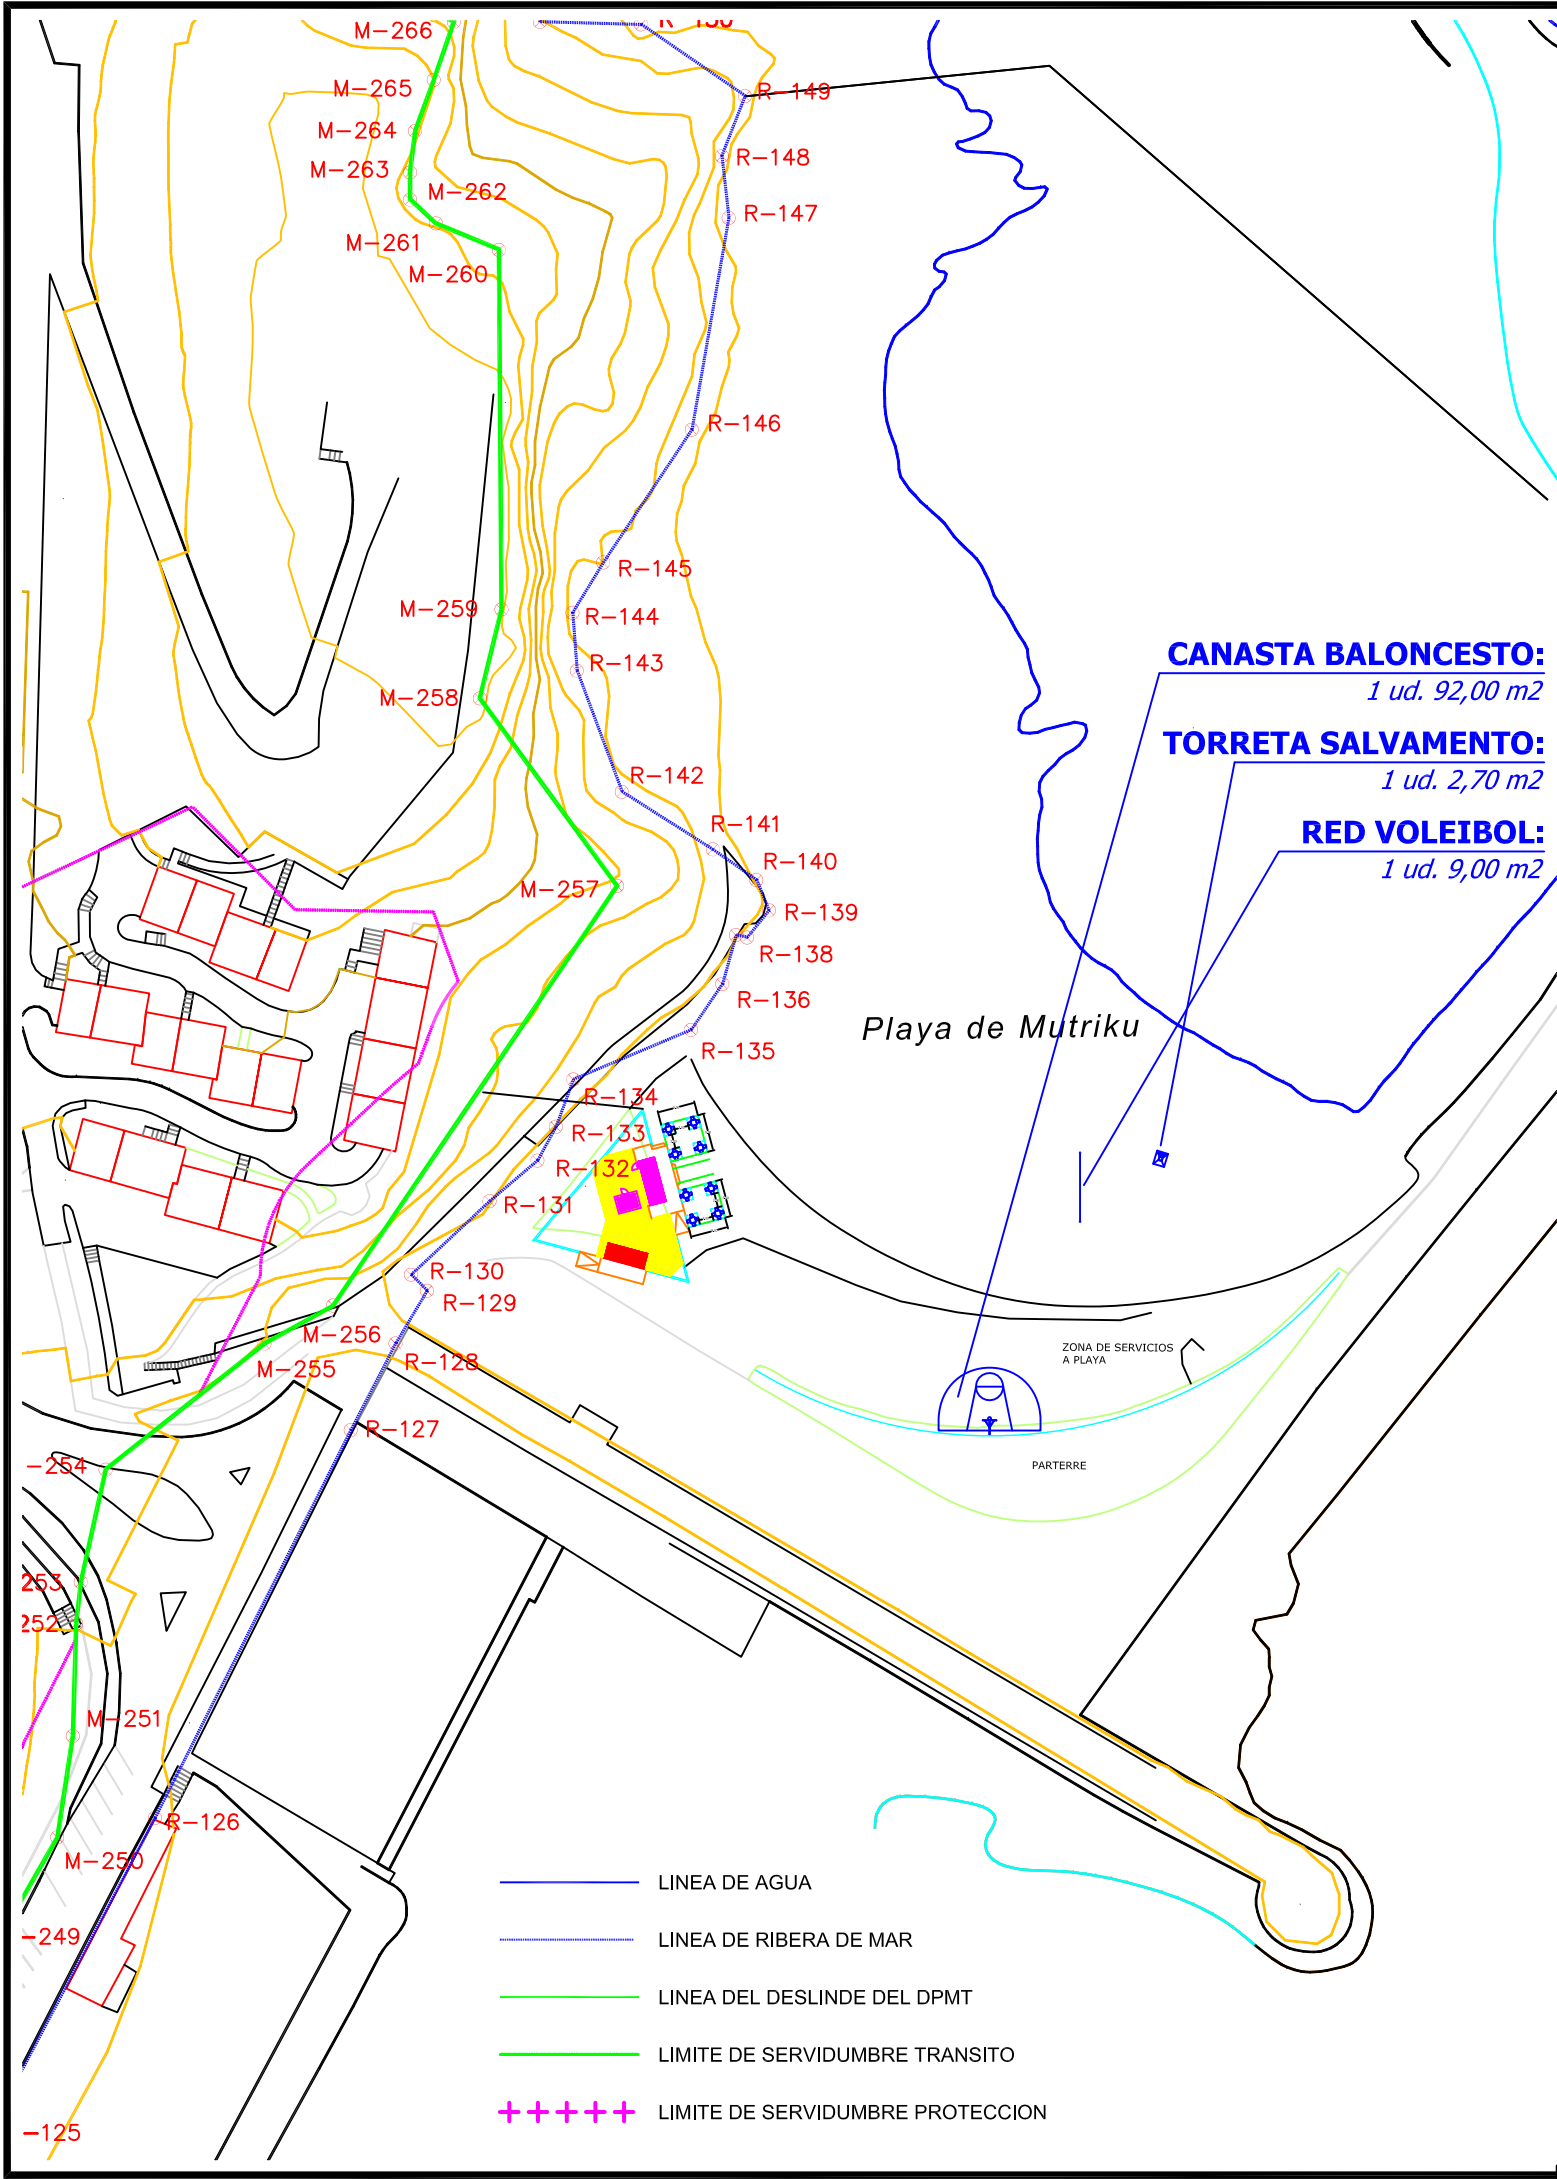 M-266
R-150
M-265
R-149
M-264
R-148
M-263
M-262
R-147
M-261
M-260
R-146
R-145
M-259
R-144
CANASTA BALONCESTO:
1 ud. 92,00 m2
R-143
M-258
TORRETA SALVAMENTO:
1 ud. 2,70 m2
R-142
RED VOLEIBOL:
1 ud. 9,00 m2
R-141
R-140
M-257
R-139
R-138
R-136
Playa de Mutriku
R-135
R-134
R-133
R-132
R-131
R-130
R-129
M-256
ZONA DE SERVICIOS
A PLAYA
R-128
M-255
R-127
-254
PARTERRE
253
252
M-251
R-126
M-250
LINEA DE AGUA
-249
LINEA DE RIBERA DE MAR
LINEA DEL DESLINDE DEL DPMT
LIMITE DE SERVIDUMBRE TRANSITO
LIMITE DE SERVIDUMBRE PROTECCION
-125